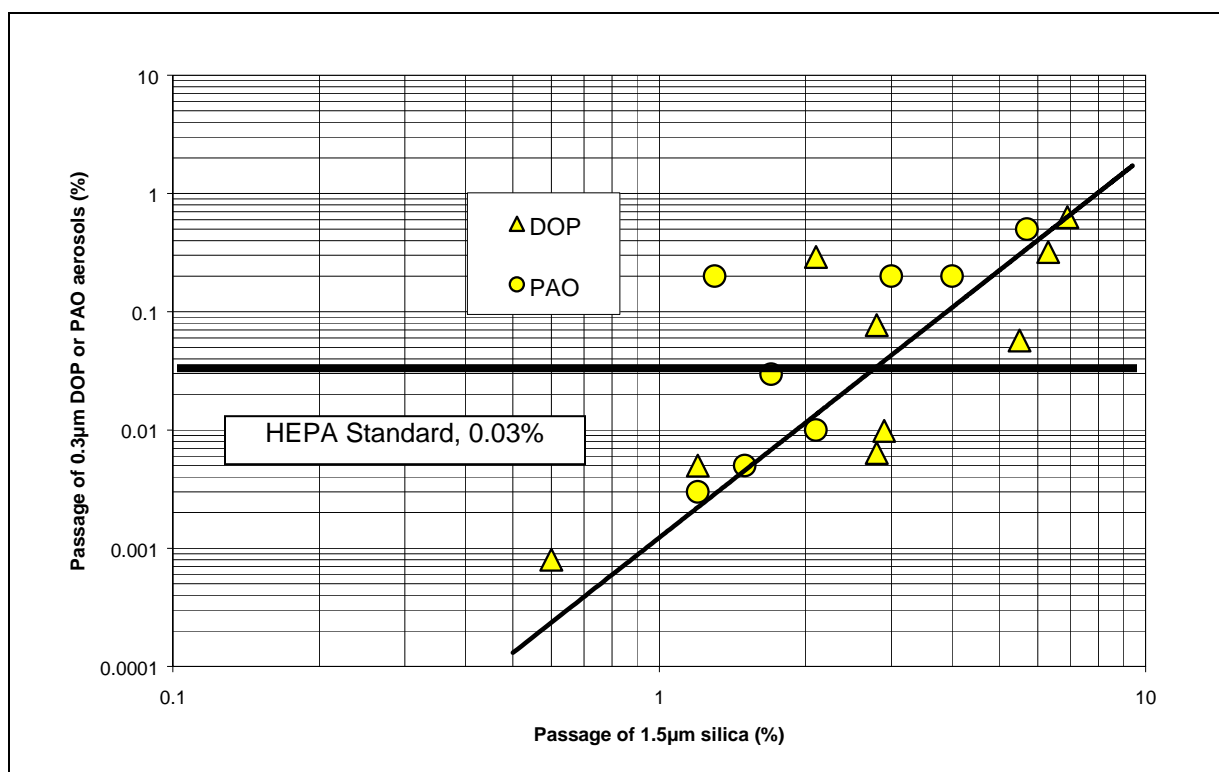 10
1
0.1
0.01
0.001
0.0001
Passage of 0.3µm DOP or PAO aerosols (%)
DOP
PAO
HEPA Standard, 0.03%
0.1
1
10
Passage of 1.5µm silica (%)